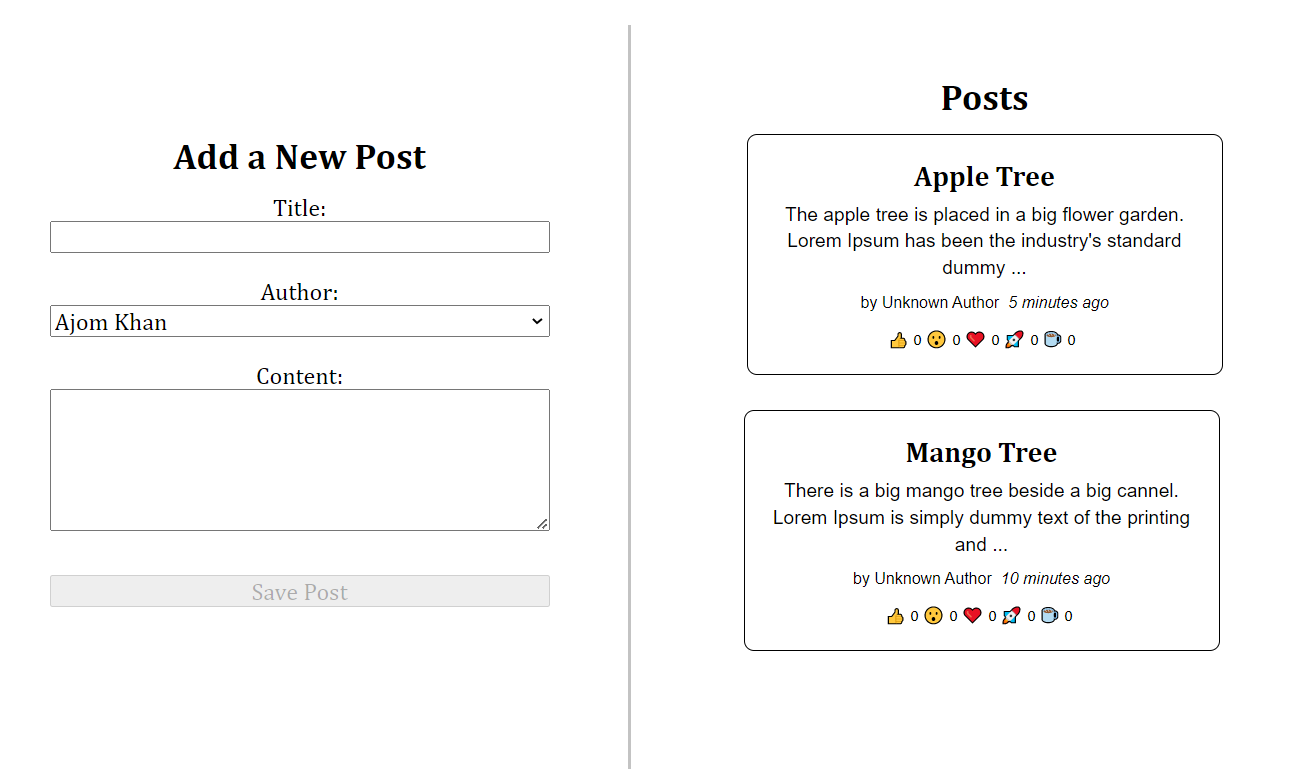 Add a New Post
Title:
Author:
Ajom Khan
Content:
Save Post
Posts
Apple Tree
The apple tree is placed in a big flower garden.
Lorem Ipsum has been the industry's standard
dummy ...
by Unknown Author 5 minutes ago
👍 0 😮 0 ❤️ 0 🚀 0 ☕ 0
Mango Tree
There is a big mango tree beside a big cannel.
Lorem Ipsum is simply dummy text of the printing
and ...
by Unknown Author 10 minutes ago
👍 0 😮 0 ❤️ 0 🚀 0 ☕ 0